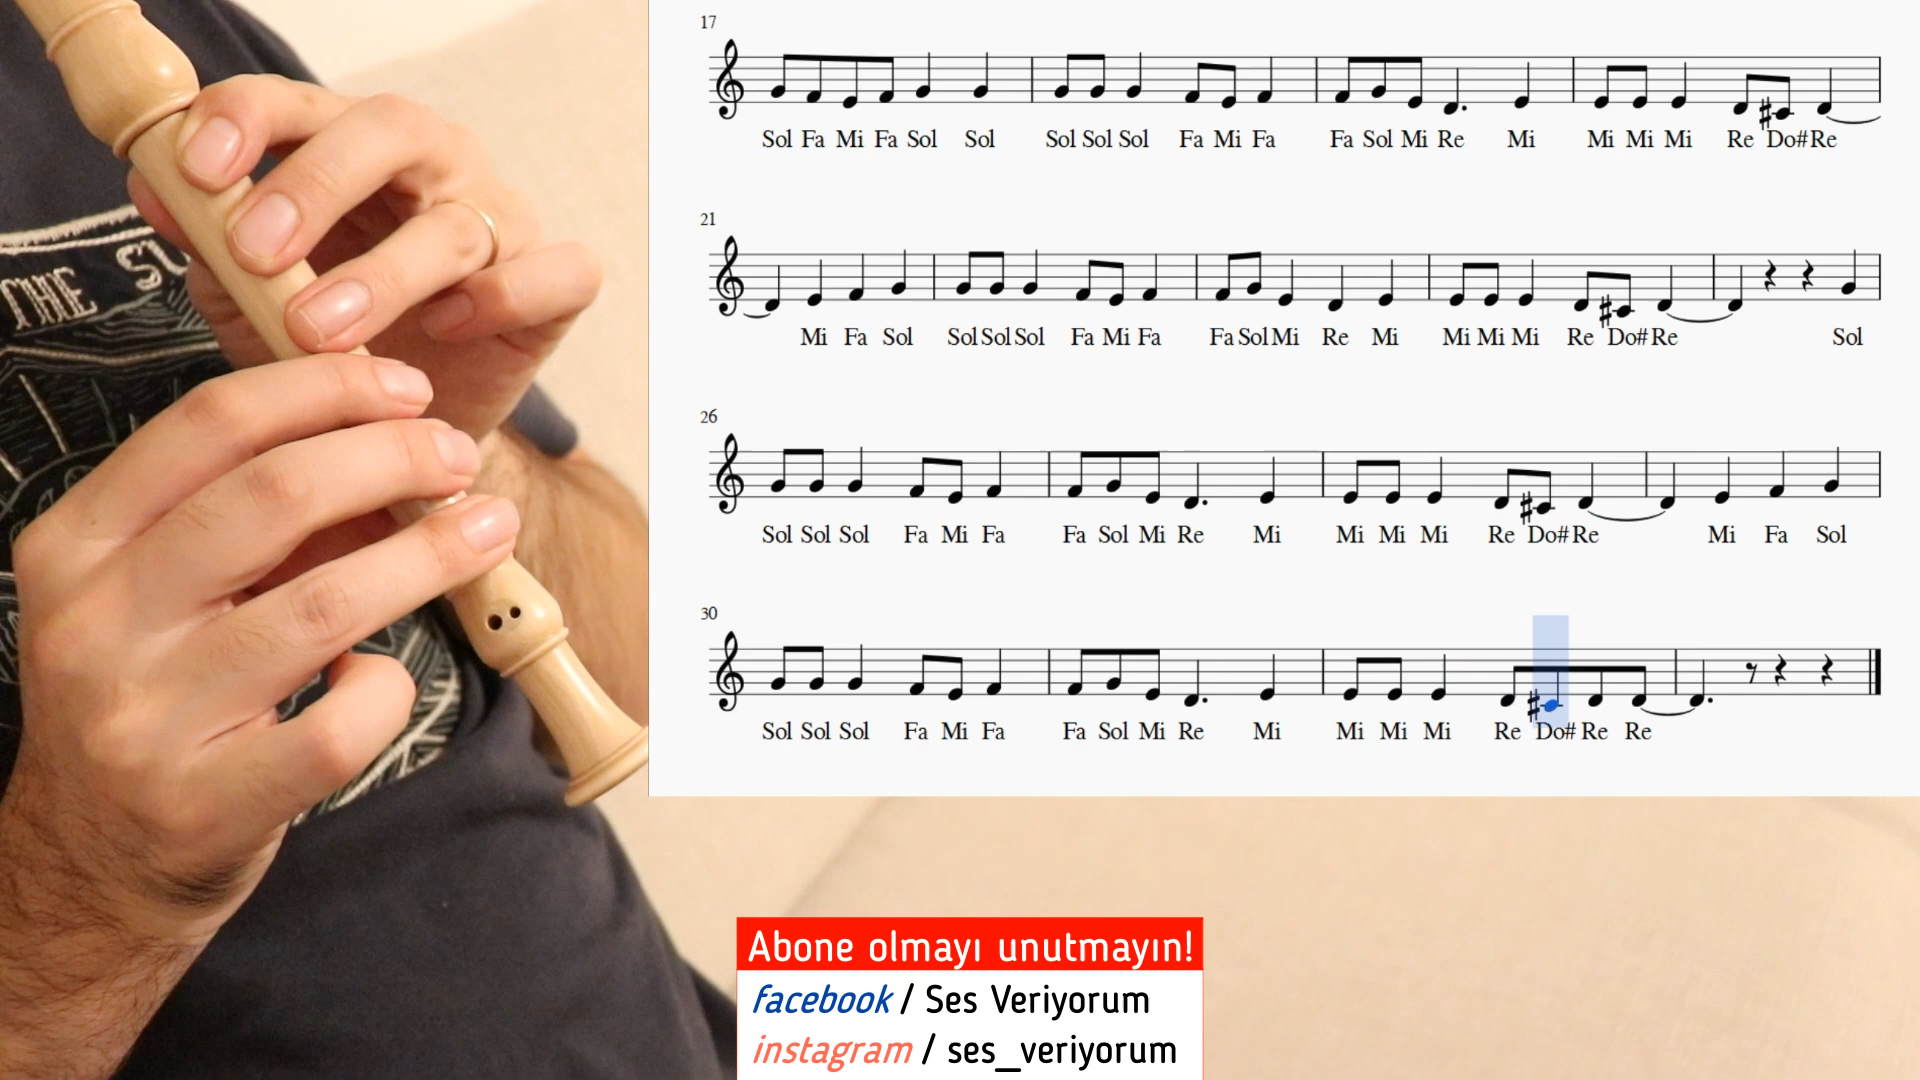 THE SU
17
Sol Fa Mi Fa Sol Sol Sol Sol Sol Fa Mi Fa Fa Sol Mi Re Mi Mi Mi Mi Re Do# Re
21
Mi Fa Sol Sol Sol Sol Fa Mi Fa Fa Sol Mi Re Mi Mi Mi Mi Re Do# Re Sol
26
Sol Sol Sol Fa Mi Fa Fa Sol Mi Re Mi Mi Mi Mi Re Do# Re Mi Fa Sol
30
Sol Sol Sol Fa Mi Fa Fa Sol Mi Re Mi Mi Mi Mi Re Do# Re Re
Abone olmayı unutmayın!
facebook / Ses Veriyorum
instagram / ses_veriyorum